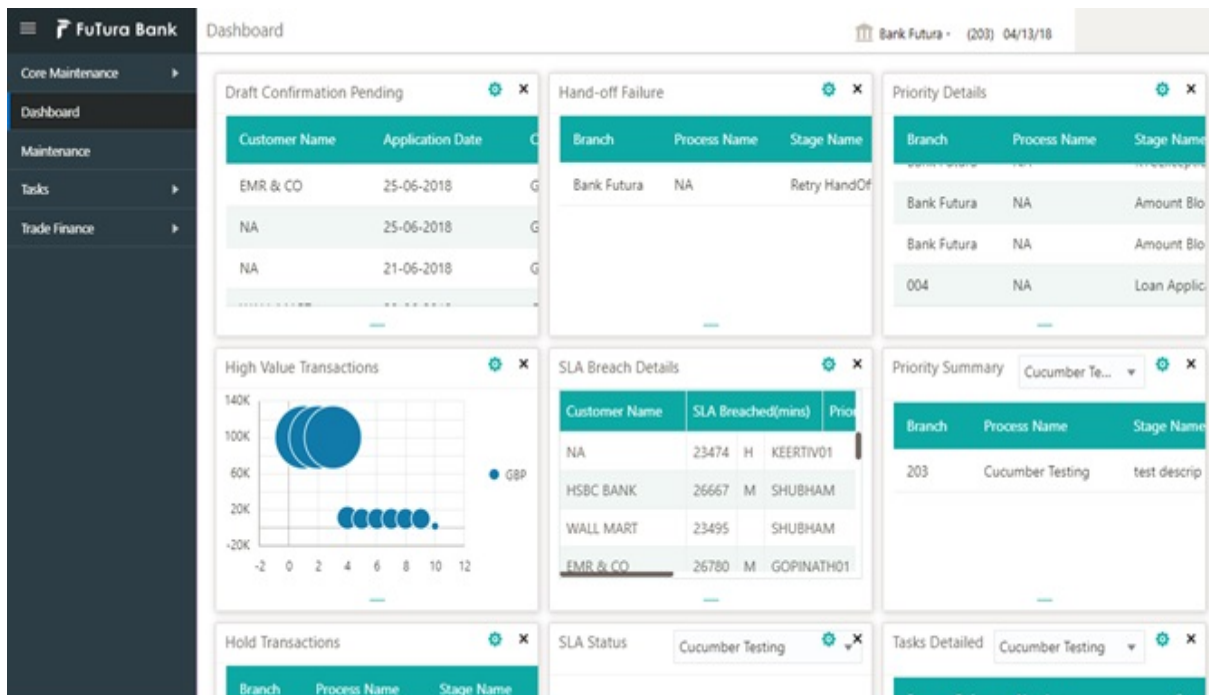 FuTura Bank
Dashboard
Bank Futura - (203) 04/13/18
Core Maintenance
Dashboard
Maintenance
Tasks
Trade Finance
Draft Confirmation Pending
Customer Name Application Date C
EMR & CO 25-06-2018 G
NA 25-06-2018 G
NA 21-06-2018 G
Hand-off Failure
Branch Process Name Stage Name
Bank Futura NA Retry HandOf
Priority Details
Branch Process Name Stage Name
Bank Futura NA Amount Blo
Bank Futura NA Amount Blo
004 NA Loan Applic
High Value Transactions
140K
100K
60K
20K
-20K
-2 0 2 4 6 8 10 12
GBP
SLA Breach Details
Customer Name SLA Breached(mins) Prior
NA 23474 H KEERTIV01
HSBC BANK 26667 M SHUBHAM
WALL MART 23495 SHUBHAM
EMR & CO 26780 M GOPINATH01
Priority Summary Cucumber Te...
Branch Process Name Stage Name
203 Cucumber Testing test descrip
Hold Transactions
Branch Process Name Stage Name
SLA Status Cucumber Testing
Tasks Detailed Cucumber Testing